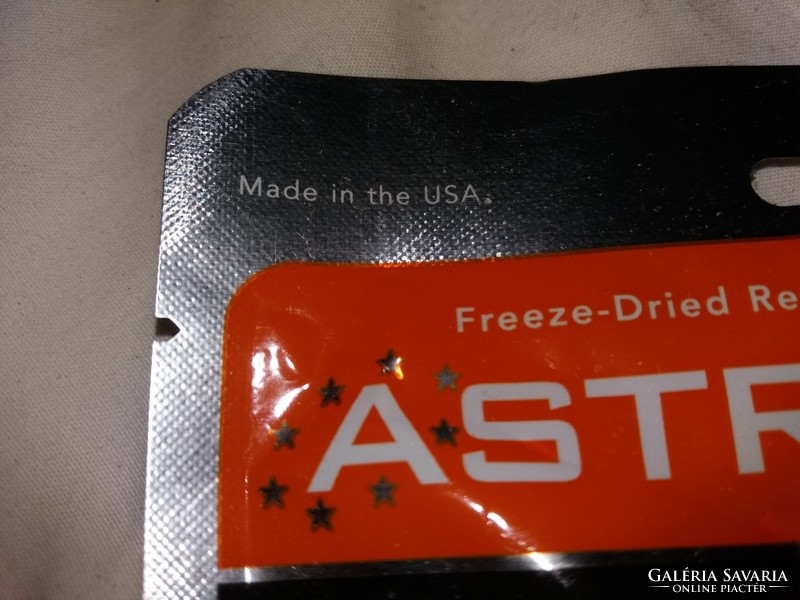 Made in the USA.
Freeze-Dried Re
ASTR
GALÉRIA SAVARIA
ONLINE PIACTÉR